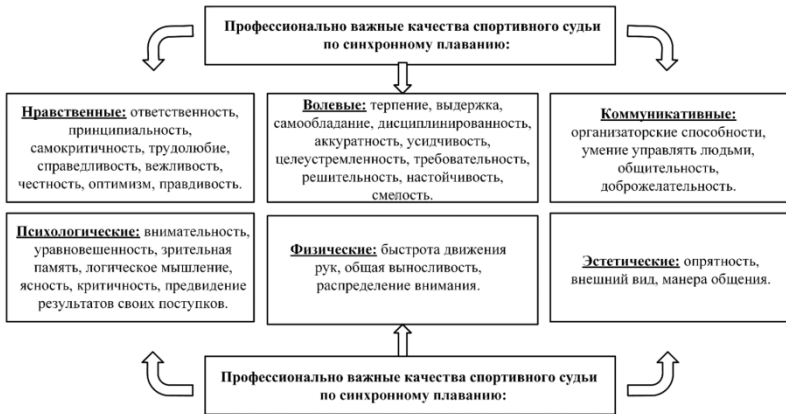 Профессионально важные качества спортивного судьи
по синхронному плаванию:
Нравственные: ответственность,
принципиальность,
самокритичность, трудолюбие,
справедливость, вежливость,
честность, оптимизм, правдивость.
Волевые: терпение, выдержка,
самообладание, дисциплинированность,
аккуратность, усидчивость,
целеустремленность, требовательность,
решительность, настойчивость,
смелость.
Коммуникативные:
организаторские способности,
умение управлять людьми,
общительность,
доброжелательность.
Психологические: внимательность,
уравновешенность, зрительная
память, логическое мышление,
ясность, критичность, предвидение
результатов своих поступков.
Физические: быстрота движения
рук, общая выносливость,
распределение внимания.
Эстетические: опрятность,
внешний вид, манера общения.
Профессионально важные качества спортивного судьи
по синхронному плаванию: